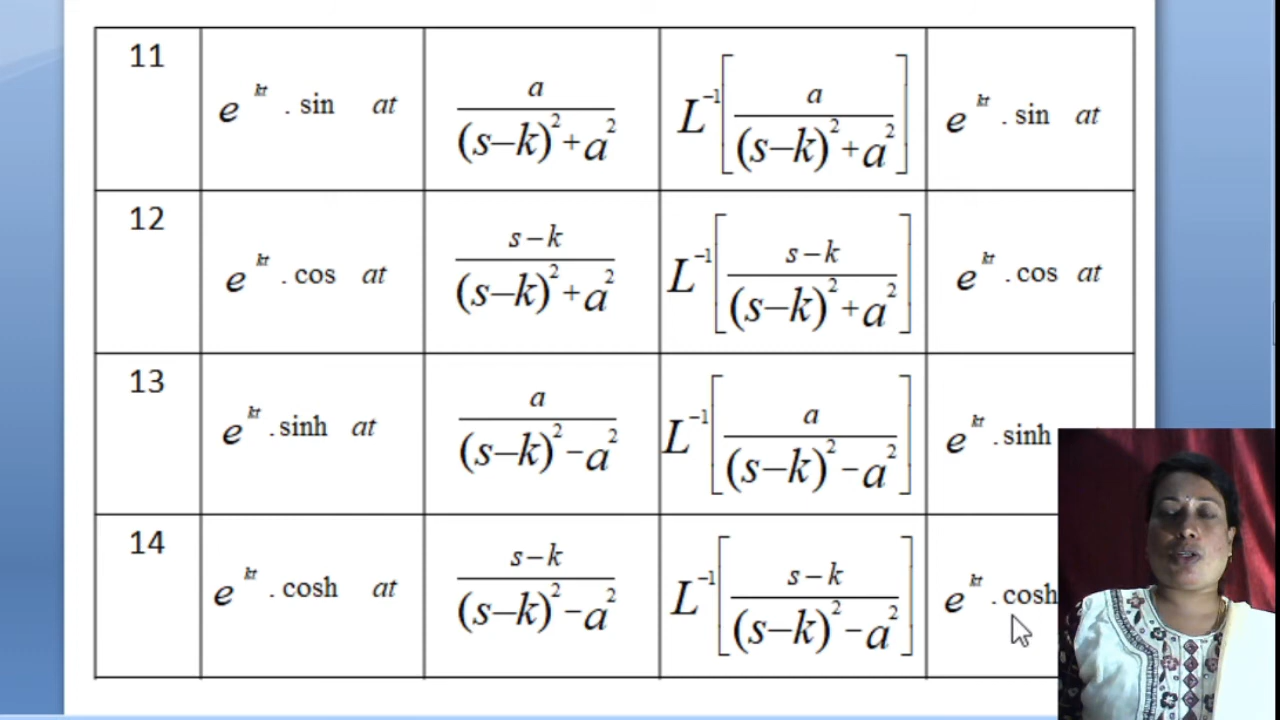 11 e^{kt} . sin at a/((s–k)^2+a^2) L^{–1}[a/((s–k)^2+a^2)] e^{kt} . sin at
12 e^{kt} . cos at (s–k)/((s–k)^2+a^2) L^{–1}[(s–k)/((s–k)^2+a^2)] e^{kt} . cos at
13 e^{kt} . sinh at a/((s–k)^2–a^2) L^{–1}[a/((s–k)^2–a^2)] e^{kt} . sinh
14 e^{kt} . cosh at (s–k)/((s–k)^2–a^2) L^{–1}[(s–k)/((s–k)^2–a^2)] e^{kt} . cosh